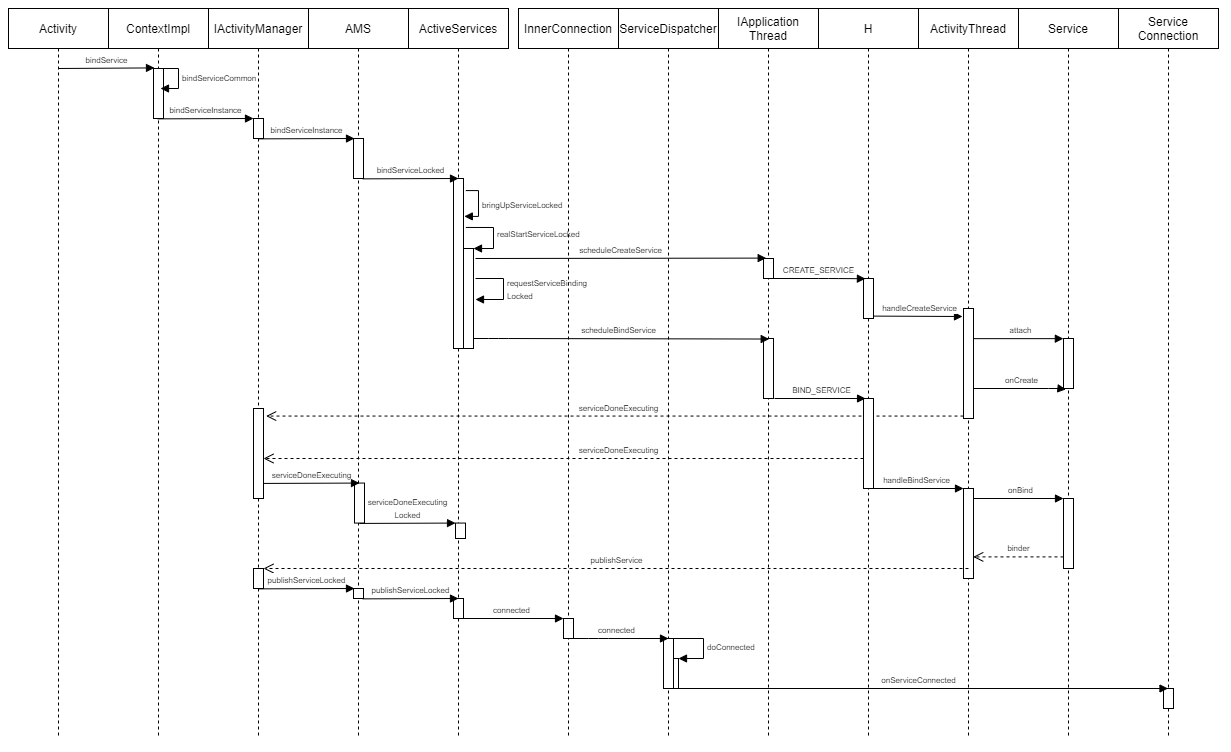 Activity
ContextImpl
IActivityManager
AMS
ActiveServices
InnerConnection
ServiceDispatcher
IApplication
Thread
H
ActivityThread
Service
Service
Connection
bindService
bindServiceCommon
bindServiceInstance
bindServiceInstance
bindServiceLocked
bringUpServiceLocked
realStartServiceLocked
scheduleCreateService
CREATE_SERVICE
requestServiceBinding
Locked
handleCreateService
scheduleBindService
attach
onCreate
BIND_SERVICE
serviceDoneExecuting
serviceDoneExecuting
serviceDoneExecuting
handleBindService
onBind
serviceDoneExecuting
Locked
binder
publishService
publishServiceLocked
publishServiceLocked
connected
connected
doConnected
onServiceConnected